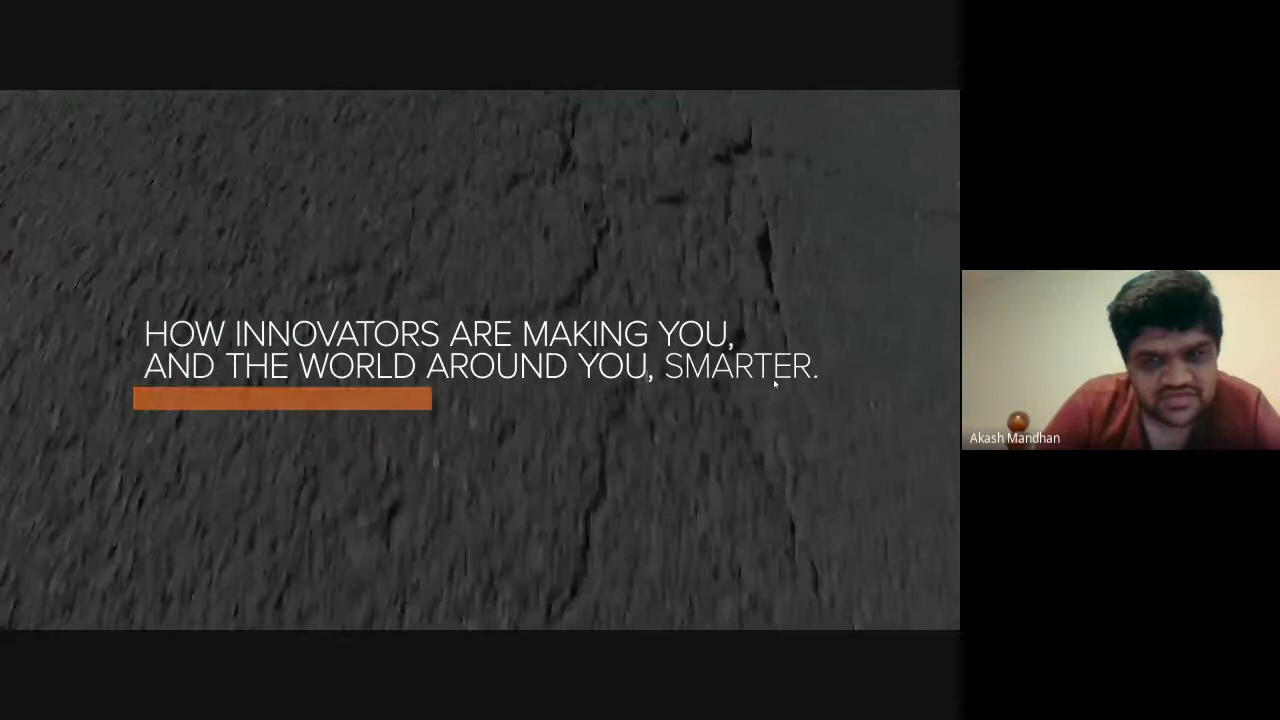 HOW INNOVATORS ARE MAKING YOU,
AND THE WORLD AROUND YOU, SMARTER.
Akash Mandhan